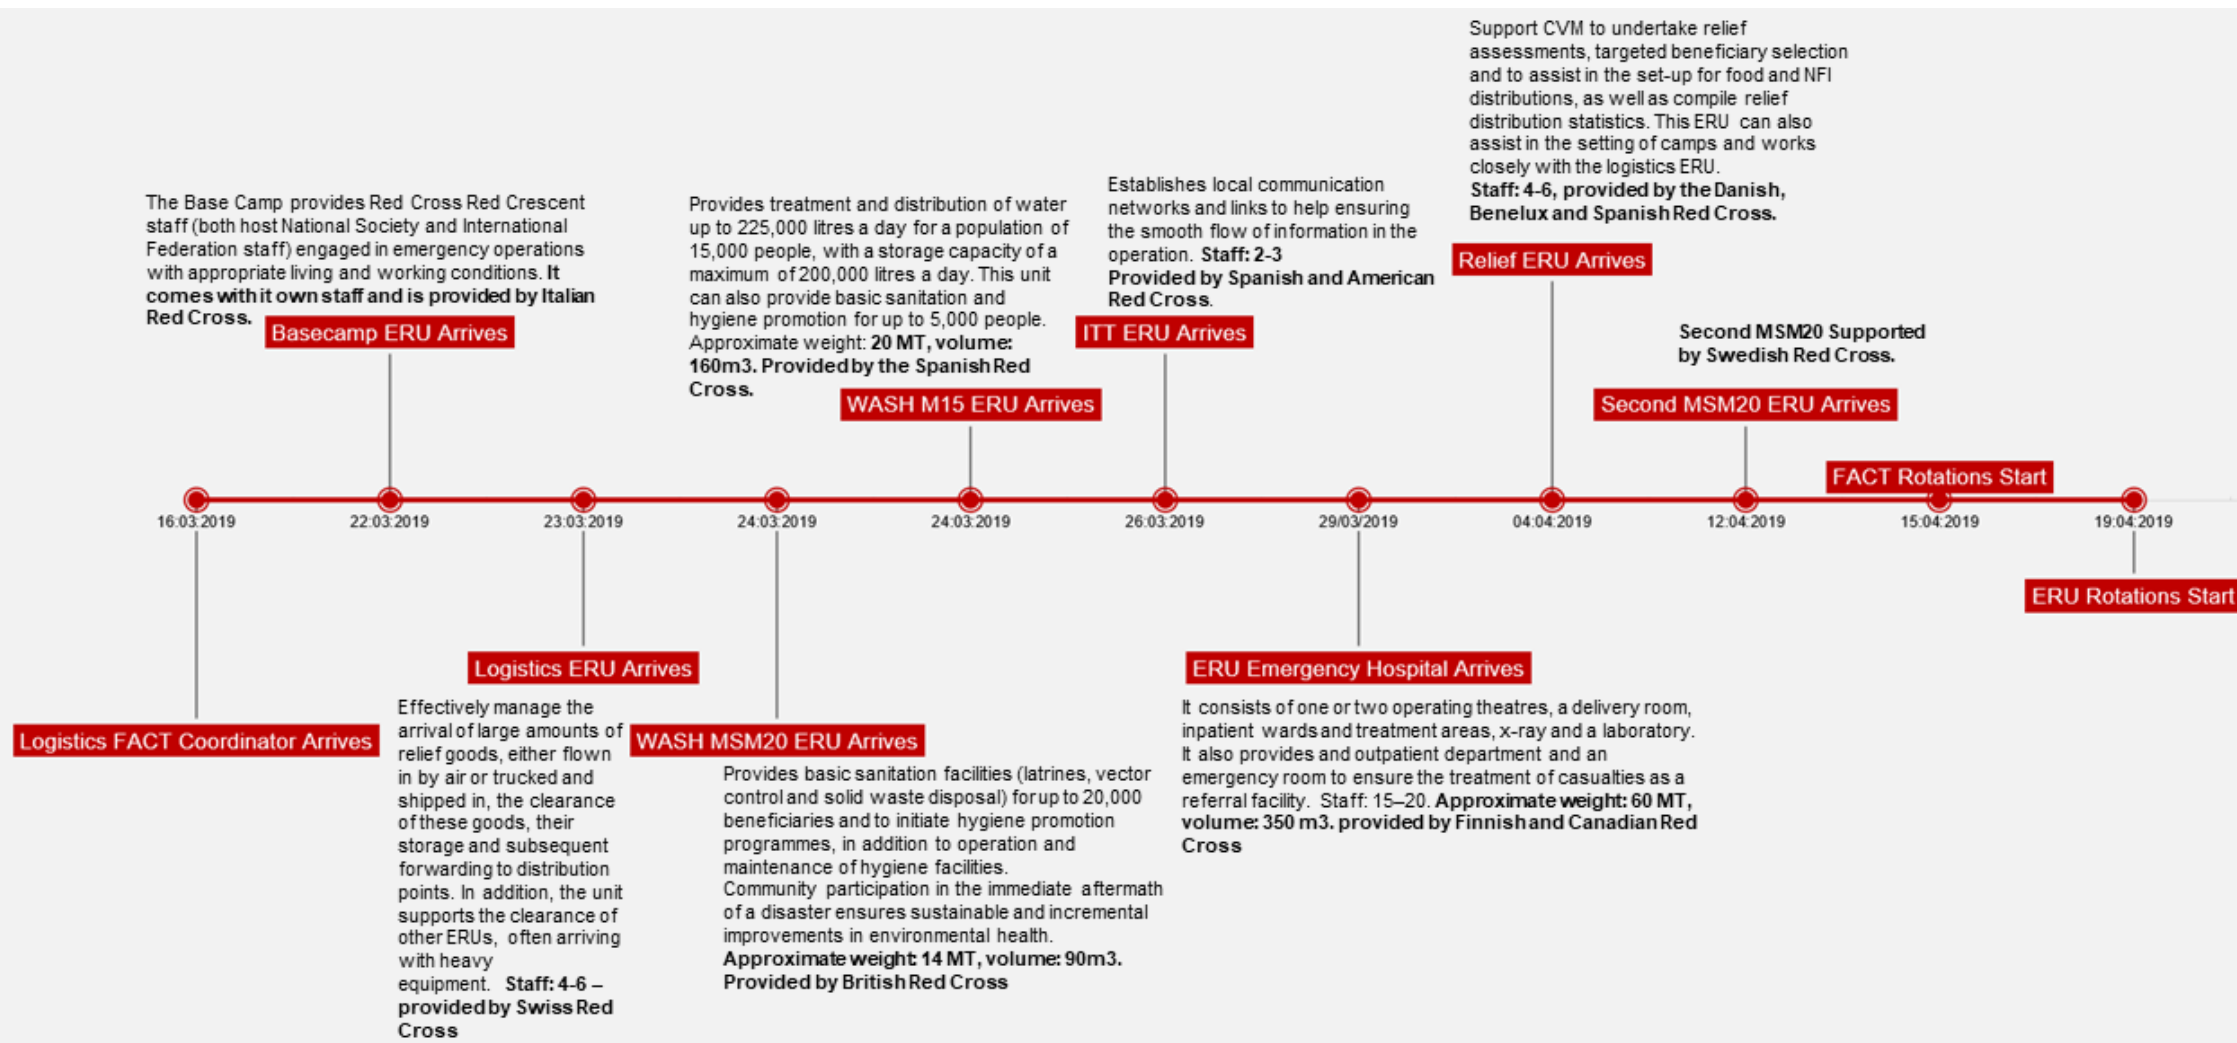 Support CVM to undertake relief
assessments, targeted beneficiary selection
and to assist in the set-up for food and NFI
distributions, as well as compile relief
distribution statistics. This ERU can also
assist in the setting of camps and works
closely with the logistics ERU.
Staff: 4-6, provided by the Danish,
Benelux and Spanish Red Cross.
Relief ERU Arrives
The Base Camp provides Red Cross Red Crescent
staff (both host National Society and International
Federation staff) engaged in emergency operations
with appropriate living and working conditions. It
comes with it own staff and is provided by Italian
Red Cross.
Basecamp ERU Arrives
Provides treatment and distribution of water
up to 225,000 litres a day for a population of
15,000 people, with a storage capacity of a
maximum of 200,000 litres a day. This unit
can also provide basic sanitation and
hygiene promotion for up to 5,000 people.
Approximate weight: 20 MT, volume:
160m3. Provided by the Spanish Red
Cross.
WASH M15 ERU Arrives
Establishes local communication
networks and links to help ensuring
the smooth flow of information in the
operation. Staff: 2-3
Provided by Spanish and American
Red Cross.
ITT ERU Arrives
Second MSM20 Supported
by Swedish Red Cross.
Second MSM20 ERU Arrives
FACT Rotations Start
16:03:2019
22:03:2019
23:03:2019
24:03:2019
24:03:2019
26:03:2019
29/03/2019
04:04:2019
12:04:2019
15:04:2019
19:04:2019
ERU Rotations Start
Logistics FACT Coordinator Arrives
Logistics ERU Arrives
Effectively manage the
arrival of large amounts of
relief goods, either flown
in by air or trucked and
shipped in, the clearance
of these goods, their
storage and subsequent
forwarding to distribution
points. In addition, the unit
supports the clearance of
other ERUs, often arriving
with heavy
equipment. Staff: 4-6 –
provided by Swiss Red
Cross
WASH MSM20 ERU Arrives
Provides basic sanitation facilities (latrines, vector
control and solid waste disposal) for up to 20,000
beneficiaries and to initiate hygiene promotion
programmes, in addition to operation and
maintenance of hygiene facilities.
Community participation in the immediate aftermath
of a disaster ensures sustainable and incremental
improvements in environmental health.
Approximate weight: 14 MT, volume: 90m3.
Provided by British Red Cross
ERU Emergency Hospital Arrives
It consists of one or two operating theatres, a delivery room,
inpatient wards and treatment areas, x-ray and a laboratory.
It also provides and outpatient department and an
emergency room to ensure the treatment of casualties as a
referral facility. Staff: 15–20. Approximate weight: 60 MT,
volume: 350 m3. provided by Finnish and Canadian Red
Cross